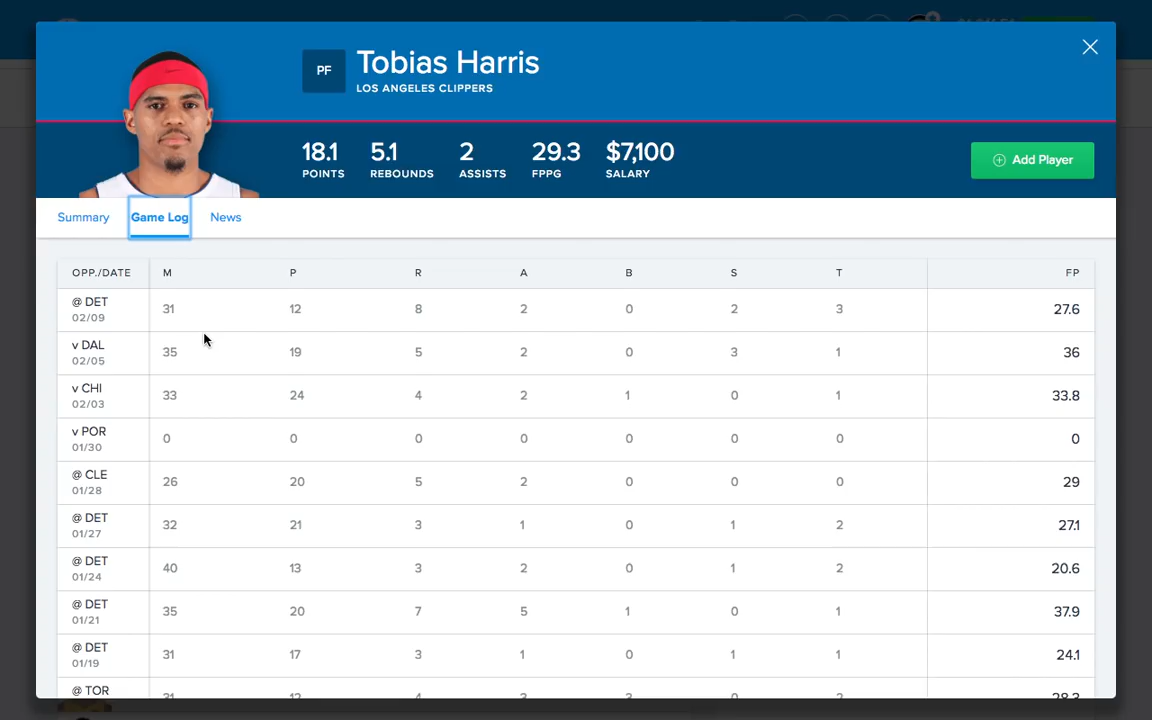 Tobias Harris
PF
LOS ANGELES CLIPPERS
18.1 5.1 2 29.3 $7,100
POINTS REBOUNDS ASSISTS FPPG SALARY
Add Player
Summary Game Log News
OPP./DATE M P R A B S T FP
@ DET
02/09
31 12 8 2 0 2 3 27.6
v DAL
02/05
35 19 5 2 0 3 1 36
v CHI
02/03
33 24 4 2 1 0 1 33.8
v POR
01/30
0 0 0 0 0 0 0 0
@ CLE
01/28
26 20 5 2 0 0 0 29
@ DET
01/27
32 21 3 1 0 1 2 27.1
@ DET
01/24
40 13 3 2 0 1 2 20.6
@ DET
01/21
35 20 7 5 1 0 1 37.9
@ DET
01/19
31 17 3 1 0 1 1 24.1
@ TOR